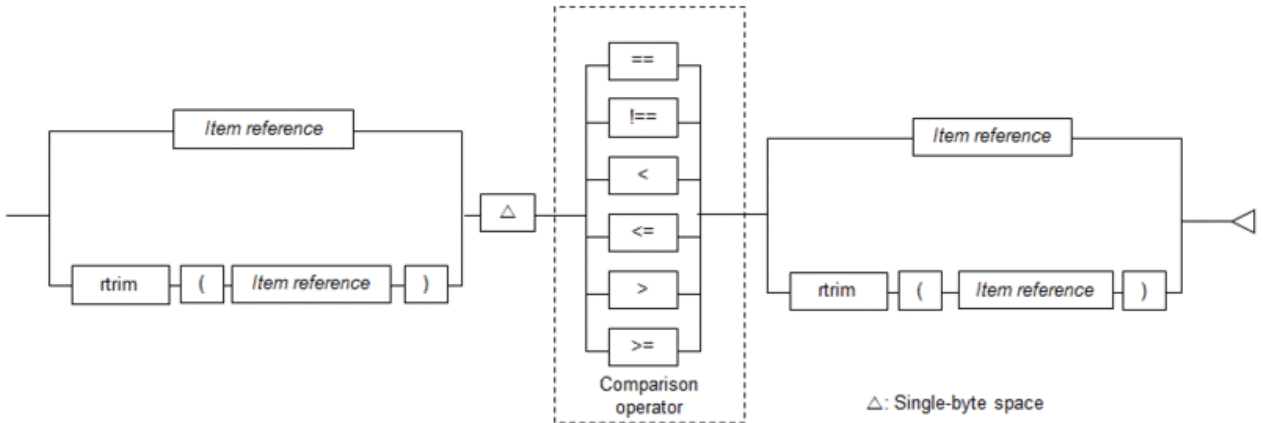 Item reference
rtrim ( Item reference )
△
==
!==
<
<=
>
>=
Comparison
operator
Item reference
rtrim ( Item reference )
△: Single-byte space